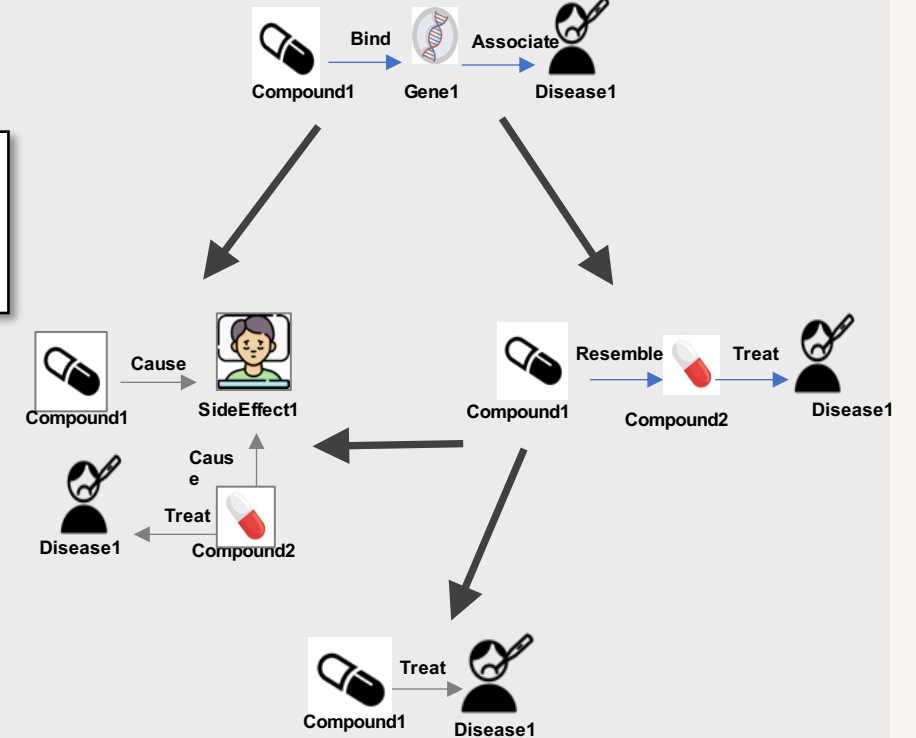 Bind
Associate
Compound1
Gene1
Disease1
Cause
Compound1
SideEffect1
Caus
e
Treat
Disease1
Compound2
Resemble
Treat
Compound1
Compound2
Disease1
Treat
Compound1
Disease1